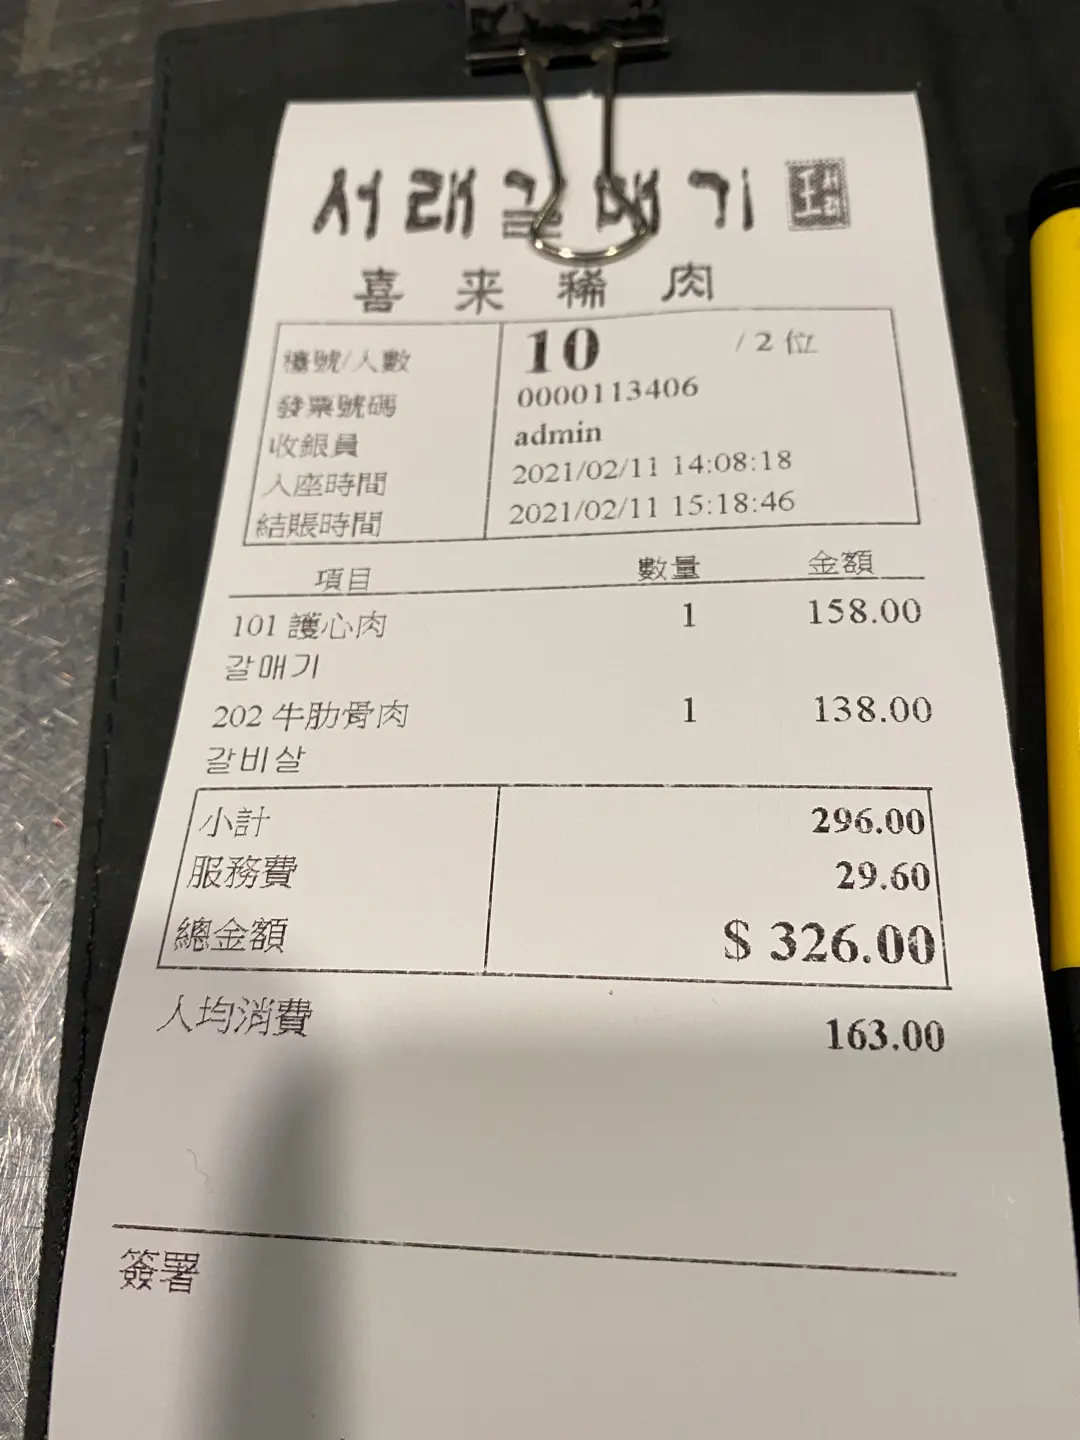 서래갈매기
喜来稀肉
檯號/人數 10 / 2 位
發票號碼 0000113406
收銀員 admin
入座時間 2021/02/11 14:08:18
結賬時間 2021/02/11 15:18:46
項目 數量 金額
101 護心肉 1 158.00
갈매기
202 牛肋骨肉 1 138.00
갈비살
小計 296.00
服務費 29.60
總金額 $ 326.00
人均消費 163.00
簽署